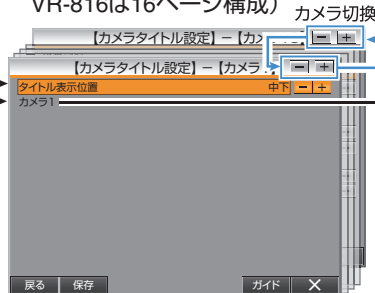 VR-816は16ページ構成）
カメラ切換
【カメラタイトル設定】－【カメ － ＋
【カメラタイトル設定】－【カメラ － ＋
タイトル表示位置 中下 － ＋
カメラ1
戻る 保存 ガイド ×